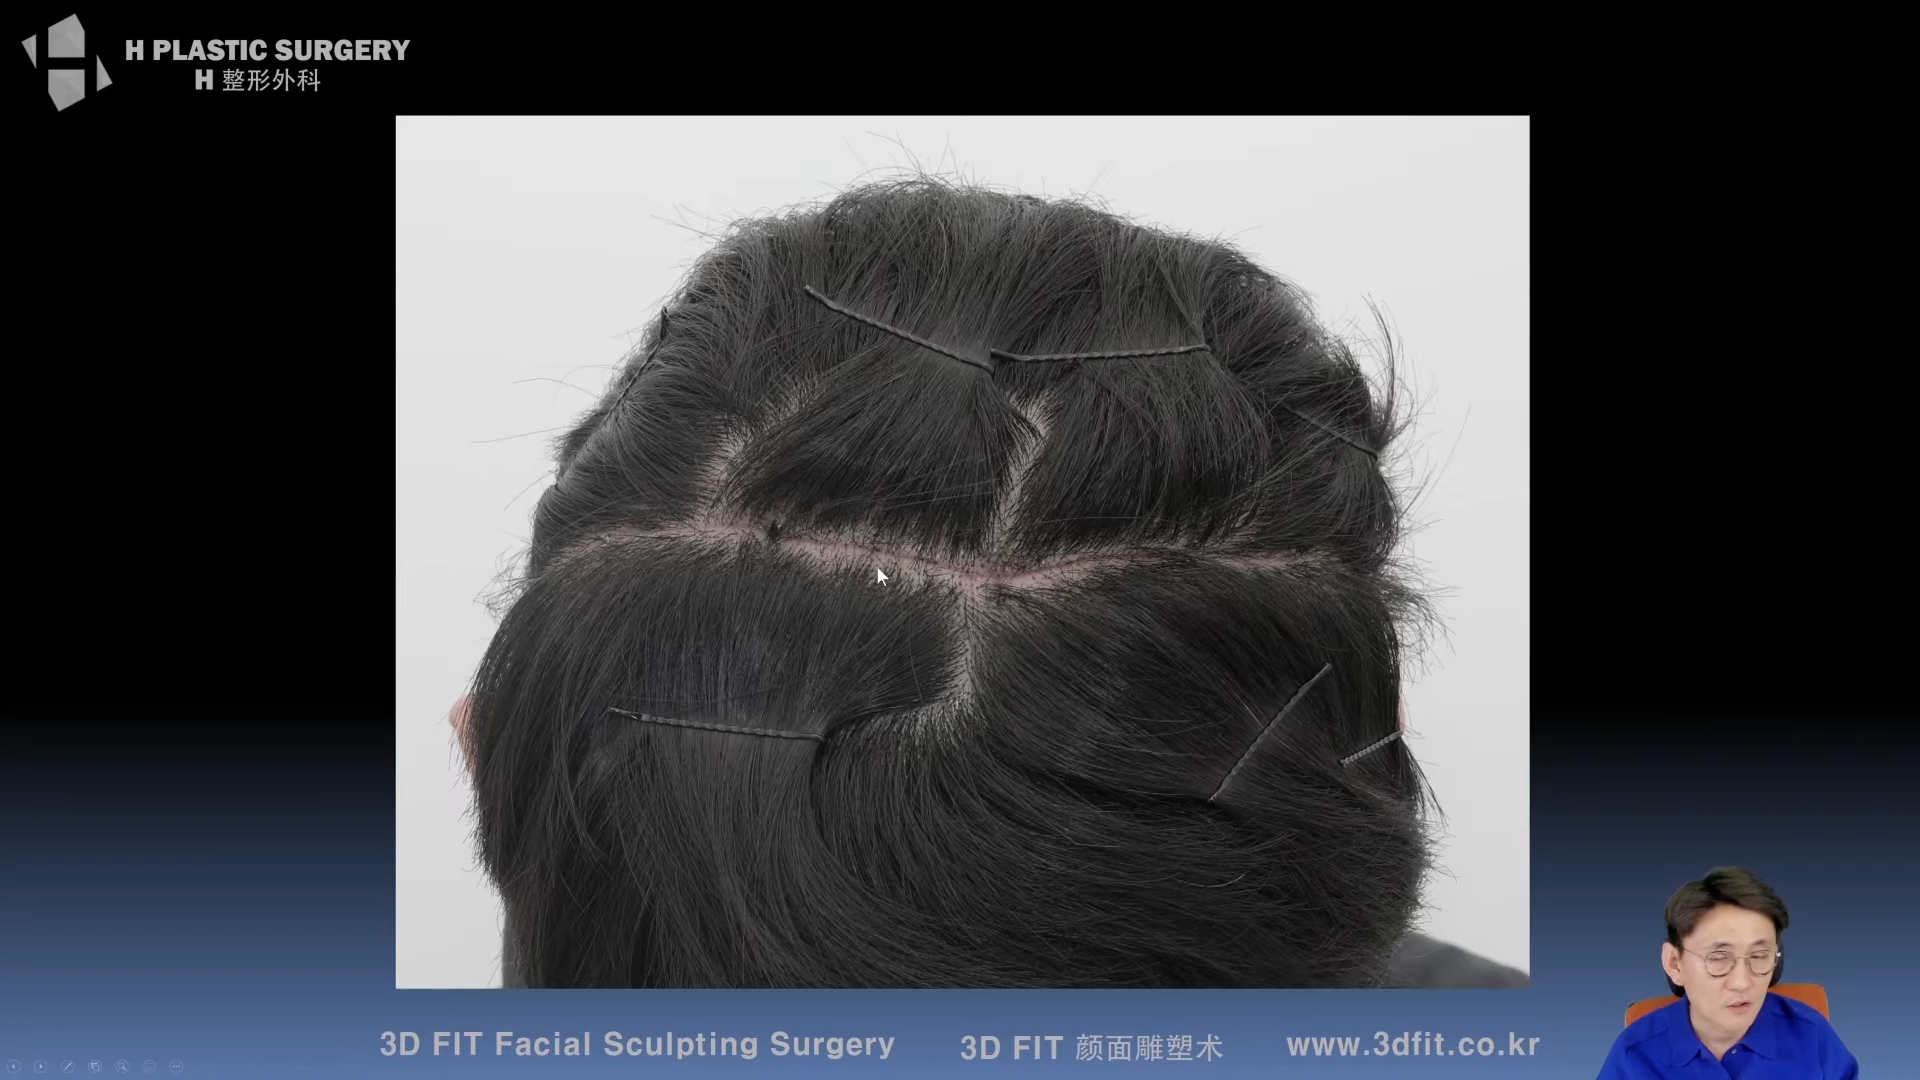 H PLASTIC SURGERY
H 整形外科
3D FIT Facial Sculpting Surgery 3D FIT 颜面雕塑术 www.3dfit.co.kr